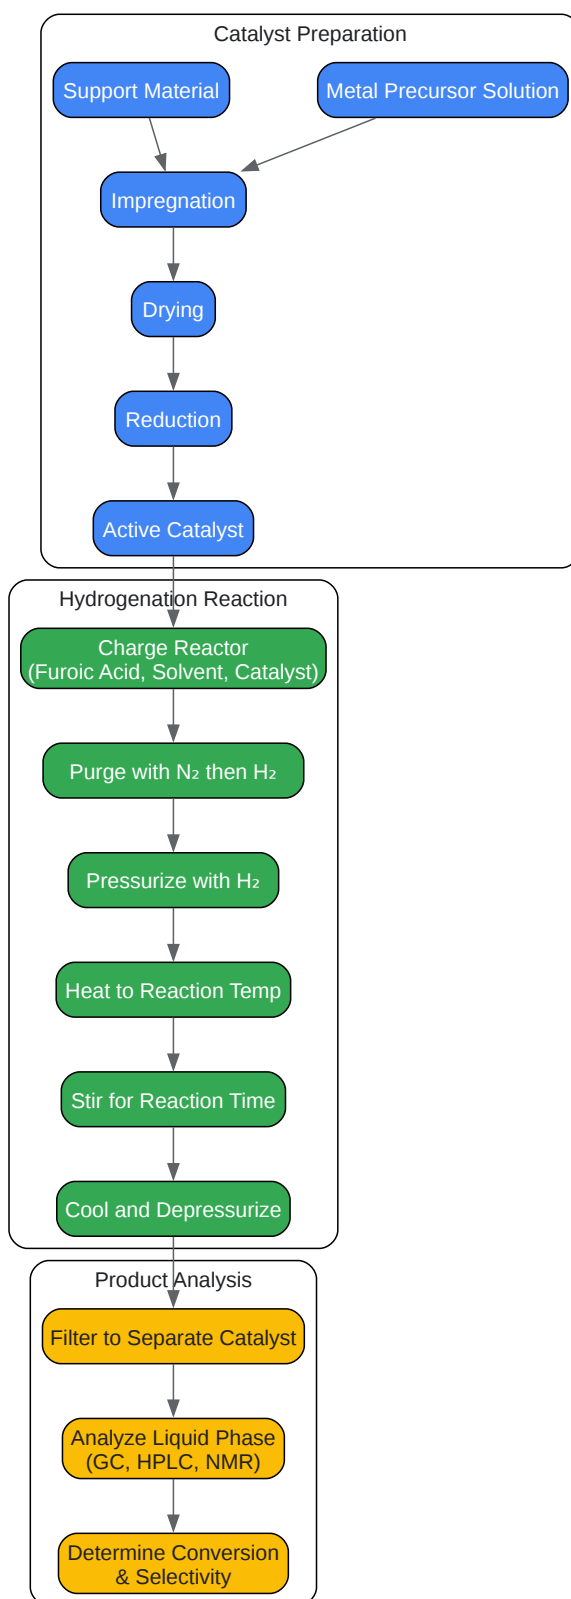 Catalyst Preparation
Support Material
Metal Precursor Solution
Impregnation
Drying
Reduction
Active Catalyst
Hydrogenation Reaction
Charge Reactor
(Furoic Acid, Solvent, Catalyst)
Purge with N₂ then H₂
Pressurize with H₂
Heat to Reaction Temp
Stir for Reaction Time
Cool and Depressurize
Product Analysis
Filter to Separate Catalyst
Analyze Liquid Phase
(GC, HPLC, NMR)
Determine Conversion
& Selectivity